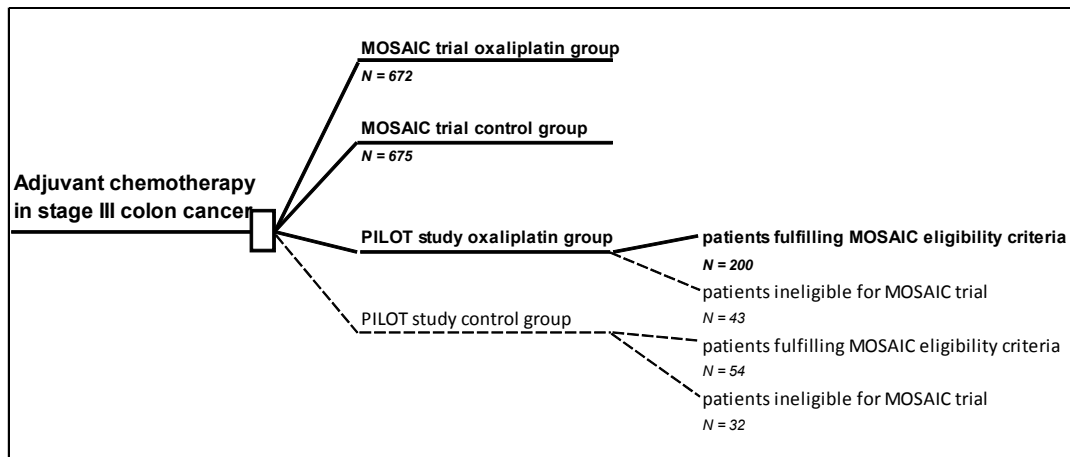 MOSAIC trial oxaliplatin group
N = 672
MOSAIC trial control group
N = 675
Adjuvant chemotherapy
in stage III colon cancer
PILOT study oxaliplatin group
patients fulfilling MOSAIC eligibility criteria
N = 200
patients ineligible for MOSAIC trial
N = 43
PILOT study control group
patients fulfilling MOSAIC eligibility criteria
N = 54
patients ineligible for MOSAIC trial
N = 32